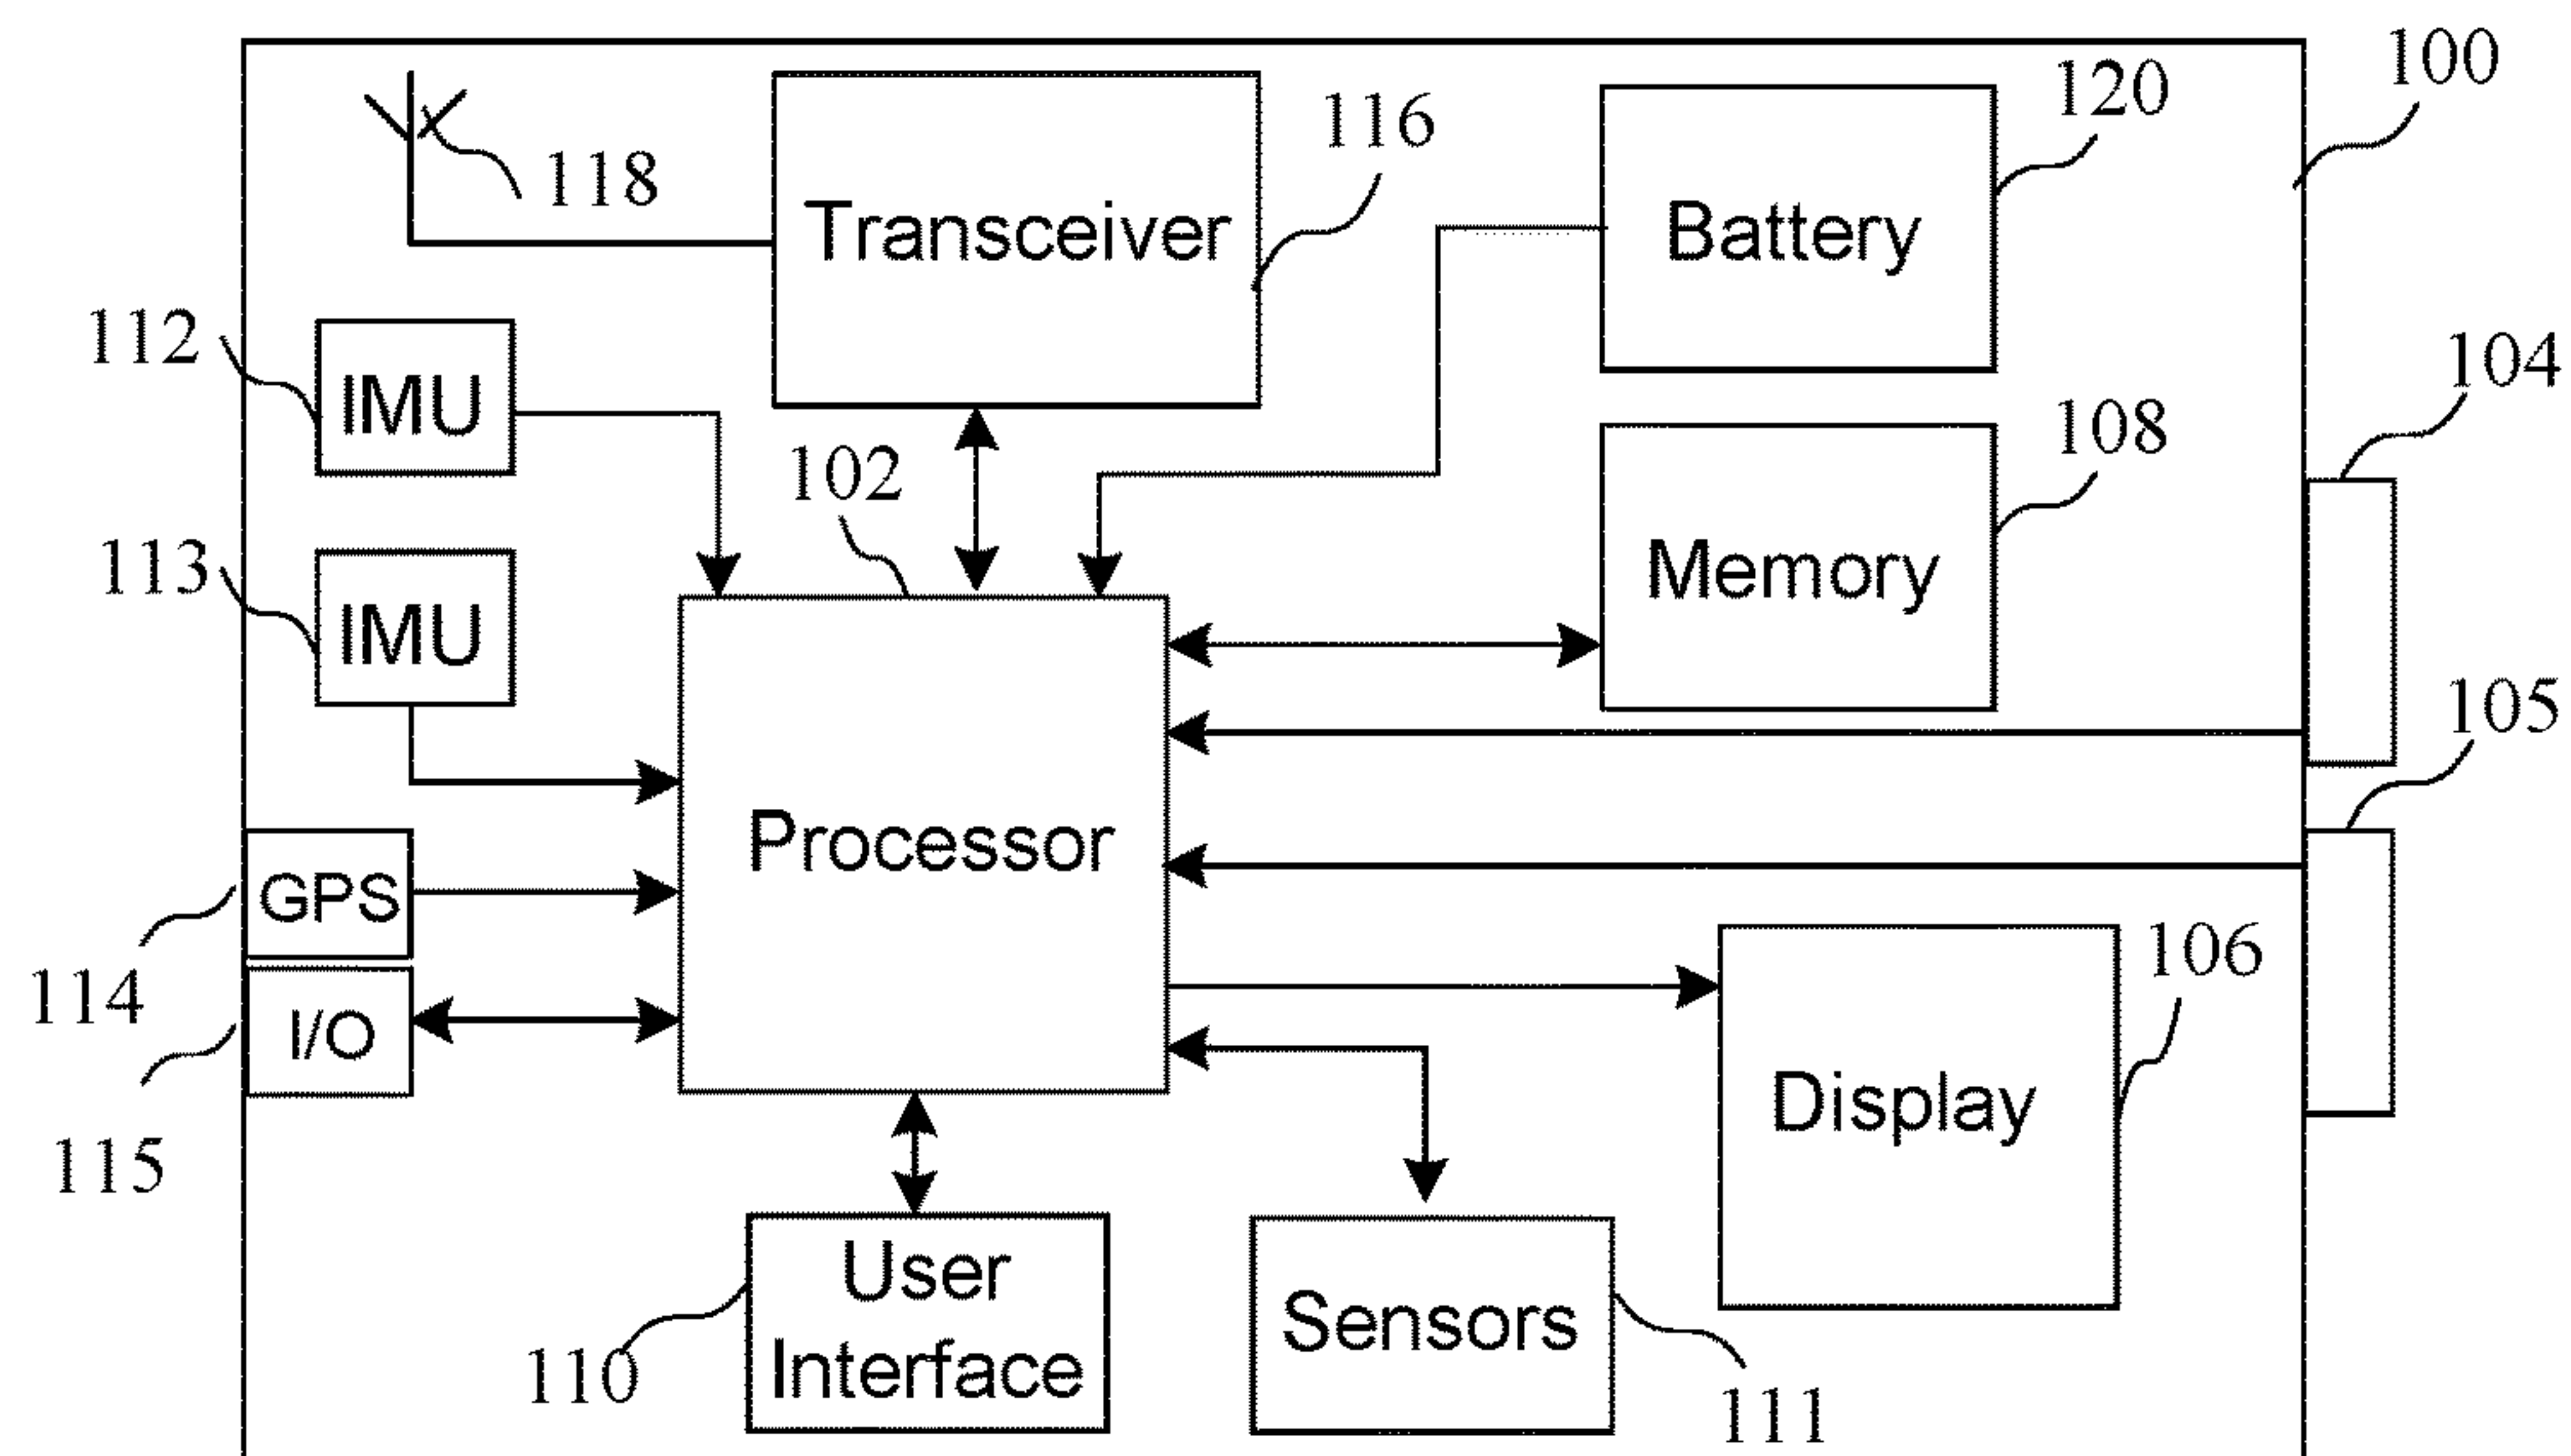 100
120
116
118
Transceiver
Battery
112
IMU
104
108
102
113
IMU
Memory
105
Processor
GPS
114
106
I/O
115
Display
User
Interface
110
Sensors
111